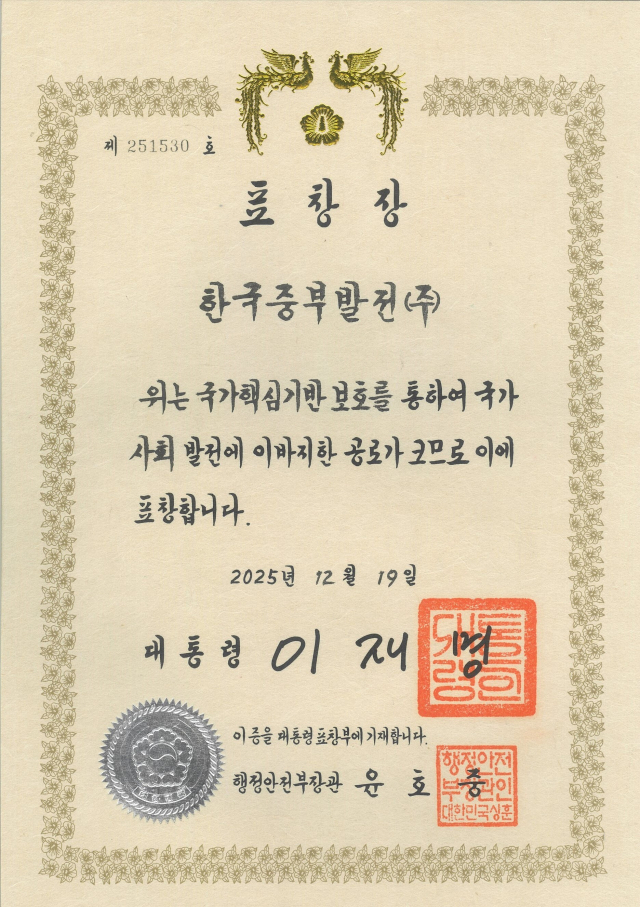 제 251530 호
표 창 장
한국중부발전(주)
위는 국가핵심기반 보호를 통하여 국가
사회 발전에 이바지한 공로가 크므로 이에
표창합니다.
2025년 12월 19일
대통령 이 재 명
대통령의인
이 증을 대통령표창부에 기재합니다.
행정안전부장관 윤 호 중
행정안전
부장관인
대한민국상훈